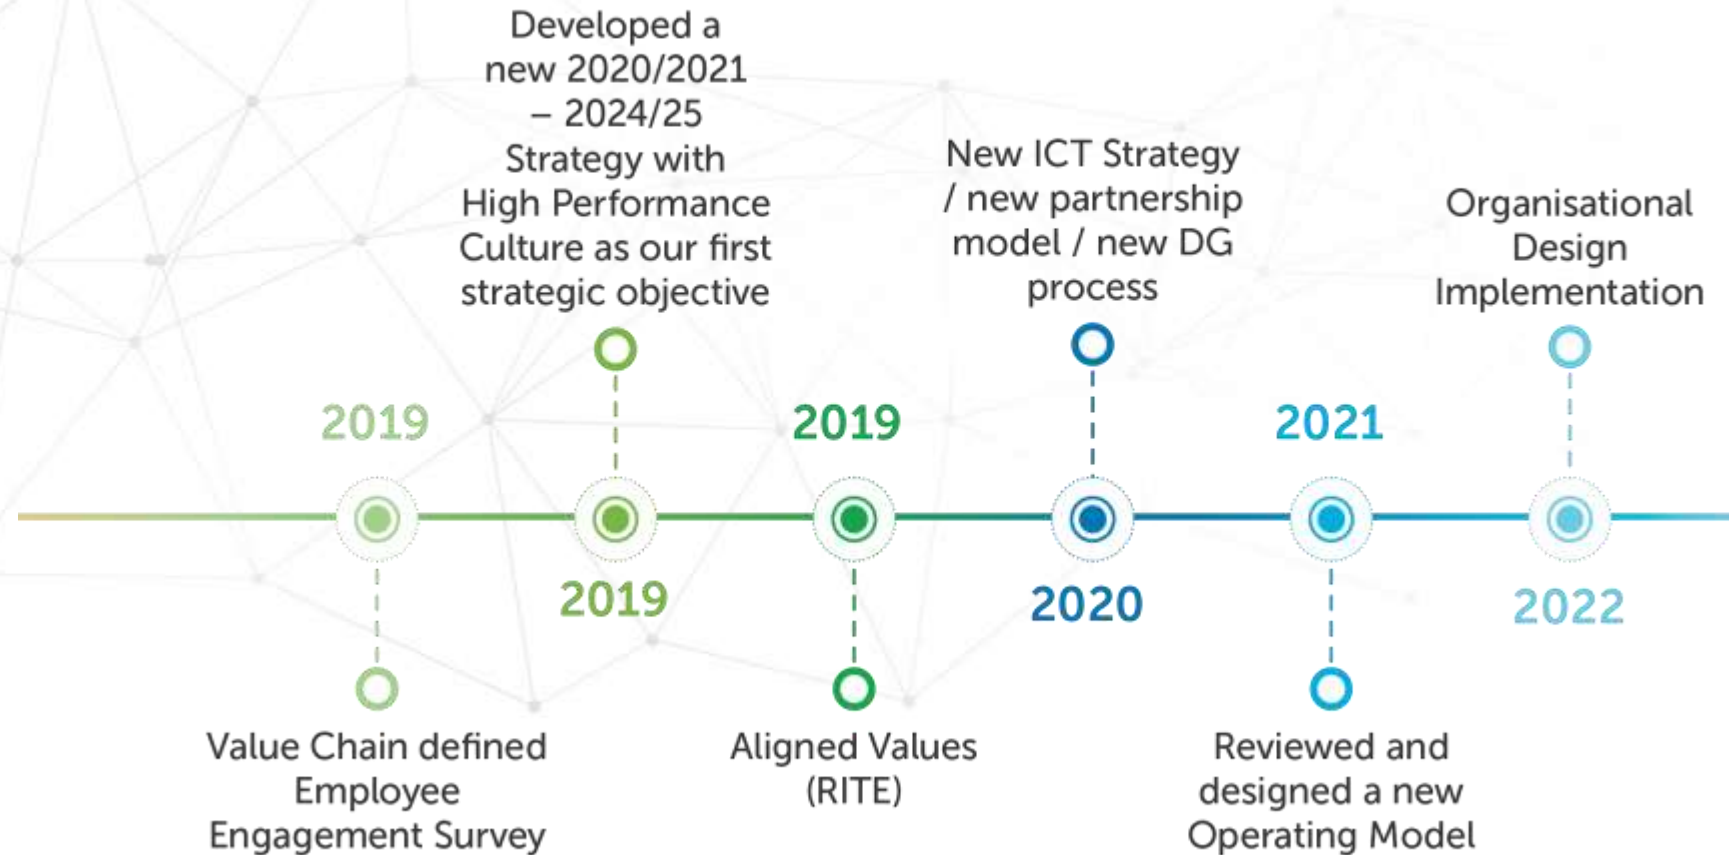 Developed a
new 2020/2021
– 2024/25
Strategy with
High Performance
Culture as our first
strategic objective
New ICT Strategy
/ new partnership
model / new DG
process
Organisational
Design
Implementation
2019
2019
2021
2019
2020
2022
Value Chain defined
Employee
Engagement Survey
Aligned Values
(RITE)
Reviewed and
designed a new
Operating Model